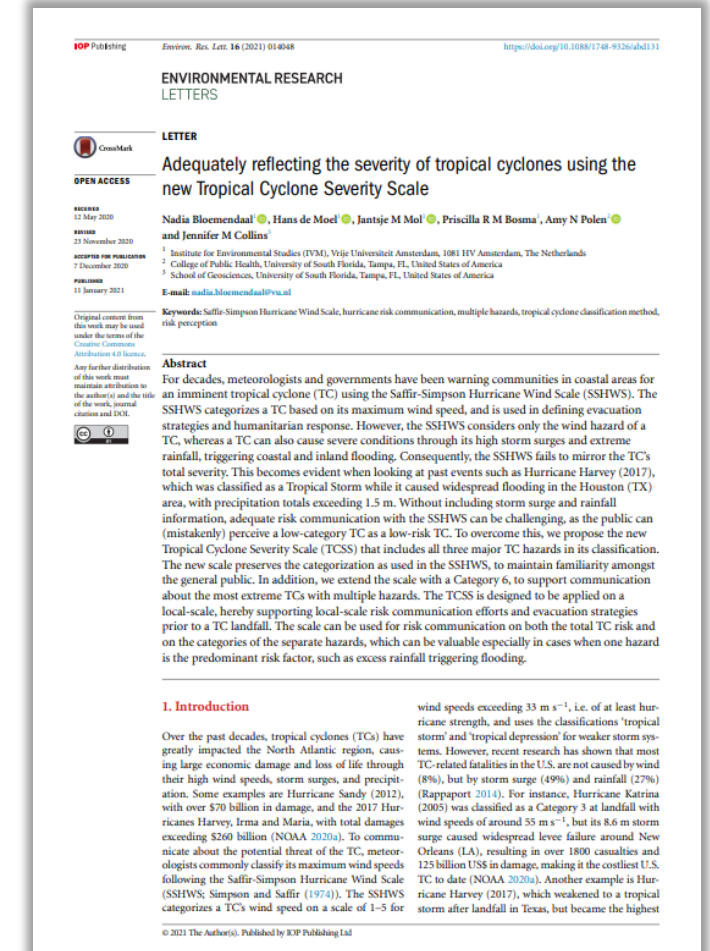 IOP Publishing
Environ. Res. Lett. 16 (2021) 014048
https://doi.org/10.1088/1748-9326/abd131
ENVIRONMENTAL RESEARCH
LETTERS
CrossMark
OPEN ACCESS
RECEIVED
12 May 2020
REVISED
23 November 2020
ACCEPTED FOR PUBLICATION
7 December 2020
PUBLISHED
11 January 2021
Original content from
this work may be used
under the terms of the
Creative Commons
Attribution 4.0 licence.
Any further distribution
of this work must
maintain attribution to
the author(s) and the title
of the work, journal
citation and DOI.
cc
LETTER
Adequately reflecting the severity of tropical cyclones using the
new Tropical Cyclone Severity Scale
Nadia Bloemendaal1, Hans de Moel1, Jantsje M Mol1, Priscilla R M Bosma1, Amy N Polen2
and Jennifer M Collins3
1 Institute for Environmental Studies (IVM), Vrije Universiteit Amsterdam, 1081 HV Amsterdam, The Netherlands
2 College of Public Health, University of South Florida, Tampa, FL, United States of America
3 School of Geosciences, University of South Florida, Tampa, FL, United States of America
E-mail: nadia.bloemendaal@vu.nl
Keywords: Saffir-Simpson Hurricane Wind Scale, hurricane risk communication, multiple hazards, tropical cyclone classification method,
risk perception
Abstract
For decades, meteorologists and governments have been warning communities in coastal areas for
an imminent tropical cyclone (TC) using the Saffir-Simpson Hurricane Wind Scale (SSHWS). The
SSHWS categorizes a TC based on its maximum wind speed, and is used in defining evacuation
strategies and humanitarian response. However, the SSHWS considers only the wind hazard of a
TC, whereas a TC can also cause severe conditions through its high storm surges and extreme
rainfall, triggering coastal and inland flooding. Consequently, the SSHWS fails to mirror the TC's
total severity. This becomes evident when looking at past events such as Hurricane Harvey (2017),
which was classified as a Tropical Storm while it caused widespread flooding in the Houston (TX)
area, with precipitation totals exceeding 1.5 m. Without including storm surge and rainfall
information, adequate risk communication with the SSHWS can be challenging, as the public can
(mistakenly) perceive a low-category TC as a low-risk TC. To overcome this, we propose the new
Tropical Cyclone Severity Scale (TCSS) that includes all three major TC hazards in its classification.
The new scale preserves the categorization as used in the SSHWS, to maintain familiarity amongst
the general public. In addition, we extend the scale with a Category 6, to support communication
about the most extreme TCs with multiple hazards. The TCSS is designed to be applied on a
local-scale, hereby supporting local-scale risk communication efforts and evacuation strategies
prior to a TC landfall. The scale can be used for risk communication on both the total TC risk and
on the categories of the separate hazards, which can be valuable especially in cases when one hazard
is the predominant risk factor, such as excess rainfall triggering flooding.
1. Introduction
Over the past decades, tropical cyclones (TCs) have
greatly impacted the North Atlantic region, caus-
ing large economic damage and loss of life through
their high wind speeds, storm surges, and precipit-
ation. Some examples are Hurricane Sandy (2012),
with over $70 billion in damage, and the 2017 Hur-
ricanes Harvey, Irma and Maria, with total damages
exceeding $260 billion (NOAA 2020a). To commu-
nicate about the potential threat of the TC, meteor-
ologists commonly classify its maximum wind speeds
following the Saffir-Simpson Hurricane Wind Scale
(SSHWS; Simpson and Saffir (1974)). The SSHWS
categorizes a TC's wind speed on a scale of 1–5 for
wind speeds exceeding 33 m s−1, i.e. of at least hur-
ricane strength, and uses the classifications 'tropical
storm' and 'tropical depression' for weaker storm sys-
tems. However, recent research has shown that most
TC-related fatalities in the U.S. are not caused by wind
(8%), but by storm surge (49%) and rainfall (27%)
(Rappaport 2014). For instance, Hurricane Katrina
(2005) was classified as a Category 3 at landfall with
wind speeds of around 55 m s−1, but its 8.6 m storm
surge caused widespread levee failure around New
Orleans (LA), resulting in over 1800 casualties and
125 billion US$ in damage, making it the costliest U.S.
TC to date (NOAA 2020a). Another example is Hur-
ricane Harvey (2017), which weakened to a tropical
storm after landfall in Texas, but became the highest
© 2021 The Author(s). Published by IOP Publishing Ltd